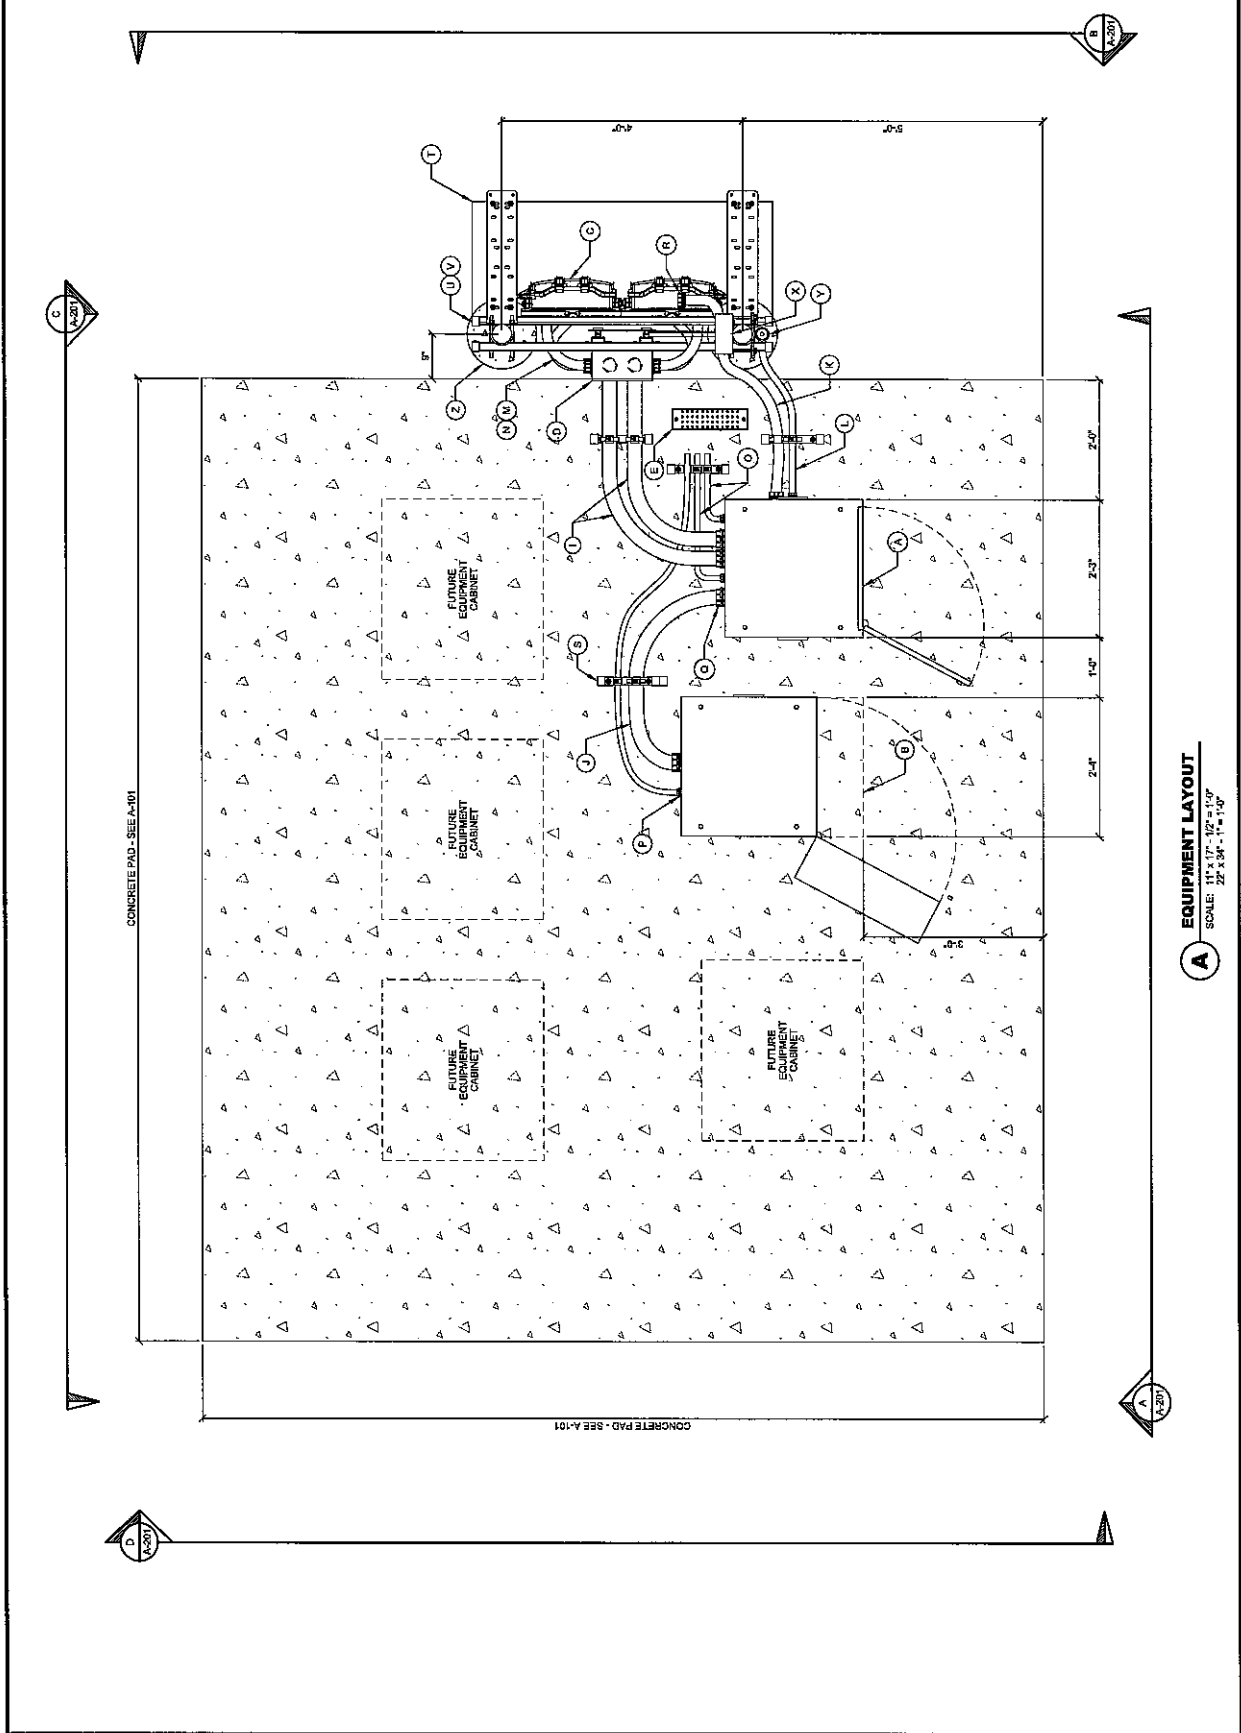 B
A-201
C
A-201
4'-0"
5'-0"
T
U
V
C
R
9"
X
Y
Z
N
M
D
K
L
E
O
I
2'-0"
CONCRETE PAD - SEE A-101
FUTURE
EQUIPMENT
CABINET
A
2'-3"
S
Q
1'-0"
J
B
2'-4"
FUTURE
EQUIPMENT
CABINET
P
3'-0"
FUTURE
EQUIPMENT
CABINET
FUTURE
EQUIPMENT
CABINET
A
EQUIPMENT LAYOUT
SCALE: 11" x 17" - 1/2" = 1'-0"
22" x 34" - 1" = 1'-0"
CONCRETE PAD - SEE A-101
A
A-201
D
A-201